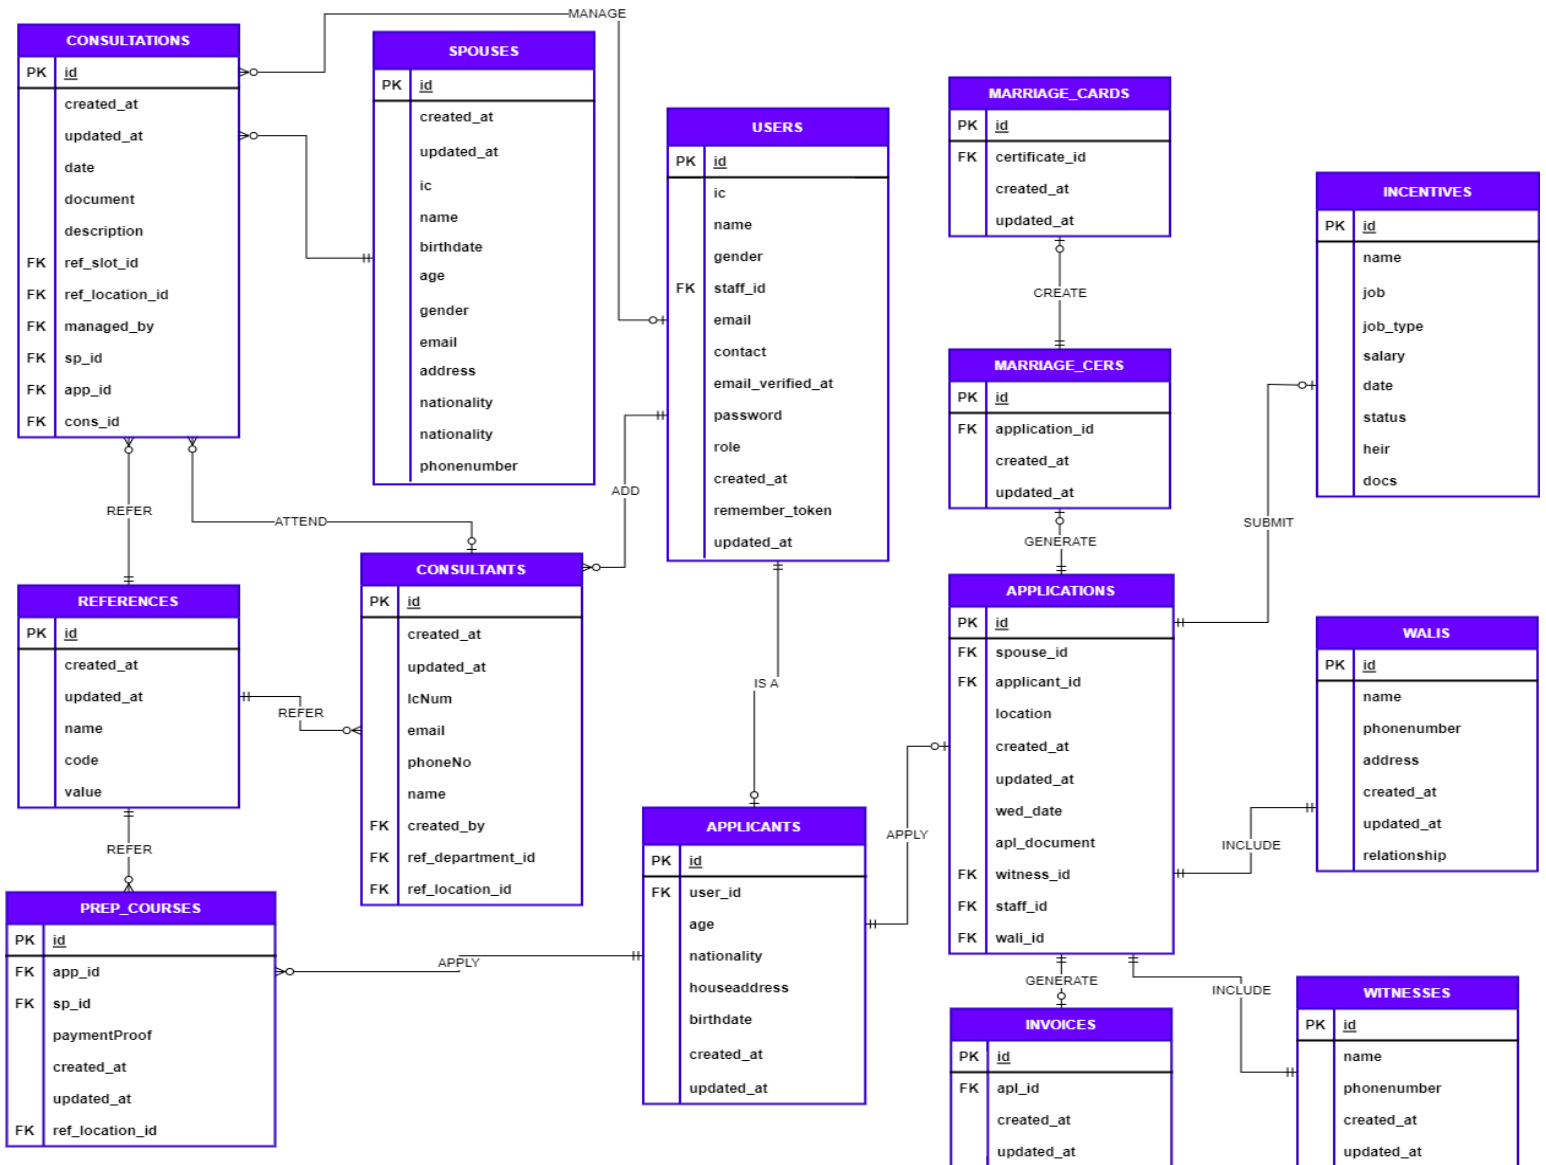 MANAGE
CONSULTATIONS
PK id
created_at
updated_at
date
document
description
FK ref_slot_id
FK ref_location_id
FK managed_by
FK sp_id
FK app_id
FK cons_id
SPOUSES
PK id
created_at
updated_at
ic
name
birthdate
age
gender
email
address
nationality
nationality
phonenumber
USERS
PK id
ic
name
gender
FK staff_id
email
contact
email_verified_at
password
role
created_at
remember_token
updated_at
MARRIAGE_CARDS
PK id
FK certificate_id
created_at
updated_at
CREATE
MARRIAGE_CERS
PK id
FK application_id
created_at
updated_at
GENERATE
INCENTIVES
PK id
name
job
job_type
salary
date
status
heir
docs
SUBMIT
REFER
ATTEND
ADD
REFERENCES
PK id
created_at
updated_at
name
code
value
REFER
CONSULTANTS
PK id
created_at
updated_at
IcNum
email
phoneNo
name
FK created_by
FK ref_department_id
FK ref_location_id
IS A
APPLICATIONS
PK id
FK spouse_id
FK applicant_id
location
created_at
updated_at
wed_date
apl_document
FK witness_id
FK staff_id
FK wali_id
WALIS
PK id
name
phonenumber
address
created_at
updated_at
relationship
INCLUDE
REFER
PREP_COURSES
PK id
FK app_id
FK sp_id
paymentProof
created_at
updated_at
FK ref_location_id
APPLY
APPLICANTS
PK id
FK user_id
age
nationality
houseaddress
birthdate
created_at
updated_at
APPLY
GENERATE
INVOICES
PK id
FK apl_id
created_at
updated_at
INCLUDE
WITNESSES
PK id
name
phonenumber
created_at
updated_at